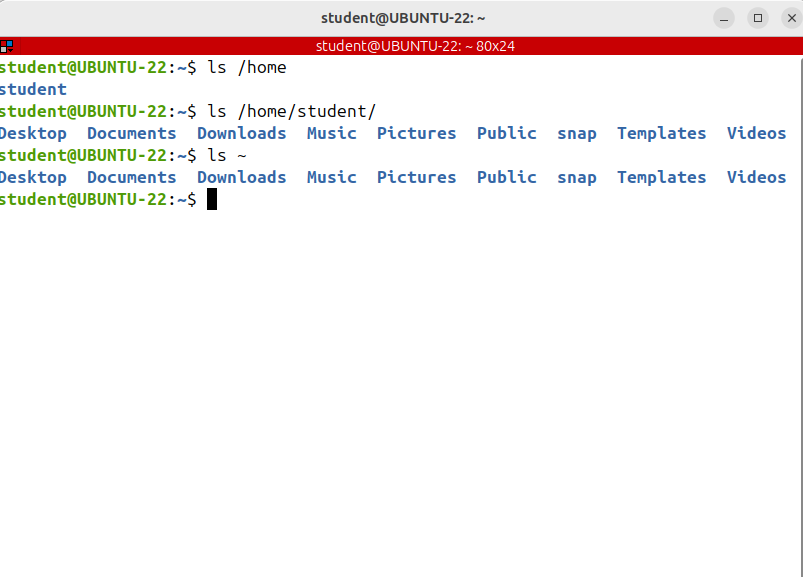 student@UBUNTU-22: ~
student@UBUNTU-22: ~ 80x24
student@UBUNTU-22:~$ ls /home
student
student@UBUNTU-22:~$ ls /home/student/
Desktop  Documents  Downloads  Music  Pictures  Public  snap  Templates  Videos
student@UBUNTU-22:~$ ls ~
Desktop  Documents  Downloads  Music  Pictures  Public  snap  Templates  Videos
student@UBUNTU-22:~$